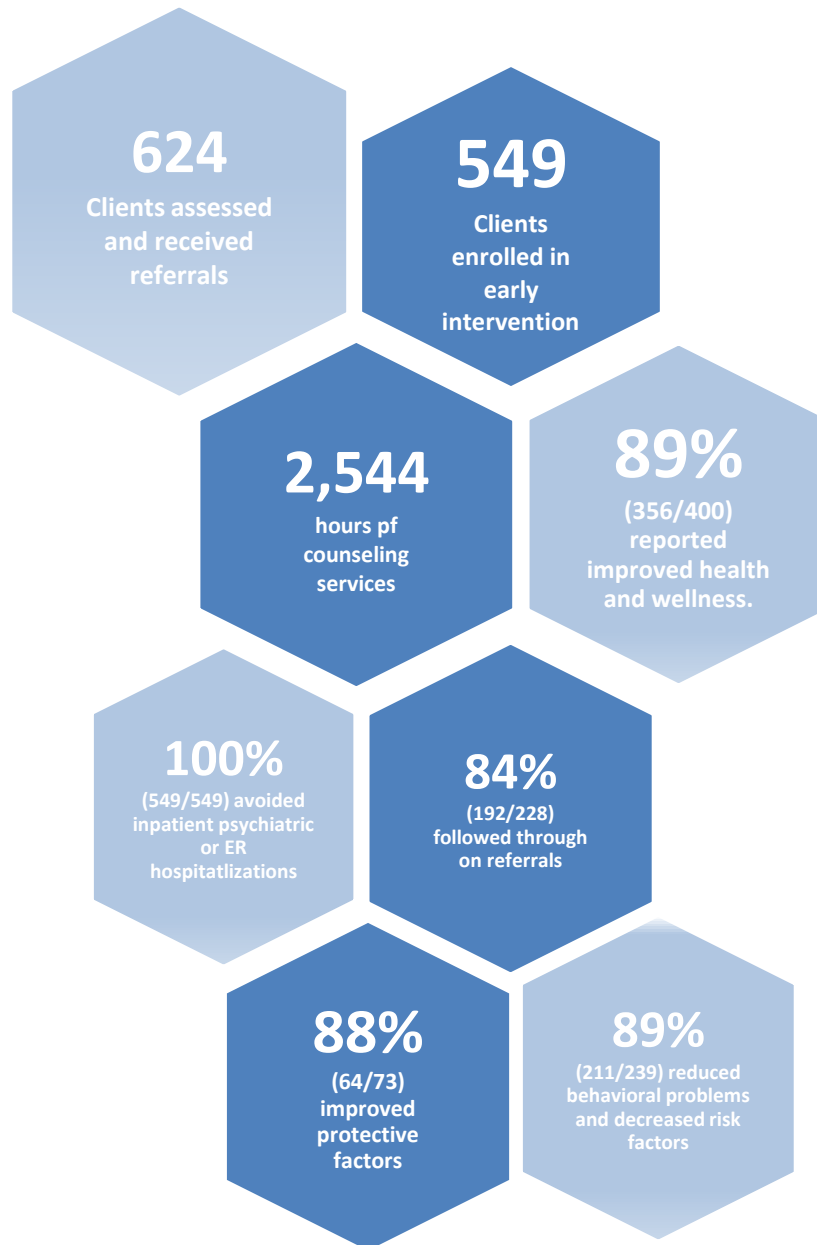 624
Clients assessed
and received
referrals
549
Clients
enrolled in
early
intervention
2,544
hours pf
counseling
services
89%
(356/400)
reported
improved health
and wellness.
100%
(549/549) avoided
inpatient psychiatric
or ER
hospitatlizations
84%
(192/228)
followed through
on referrals
88%
(64/73)
improved
protective
factors
89%
(211/239) reduced
behavioral problems
and decreased risk
factors